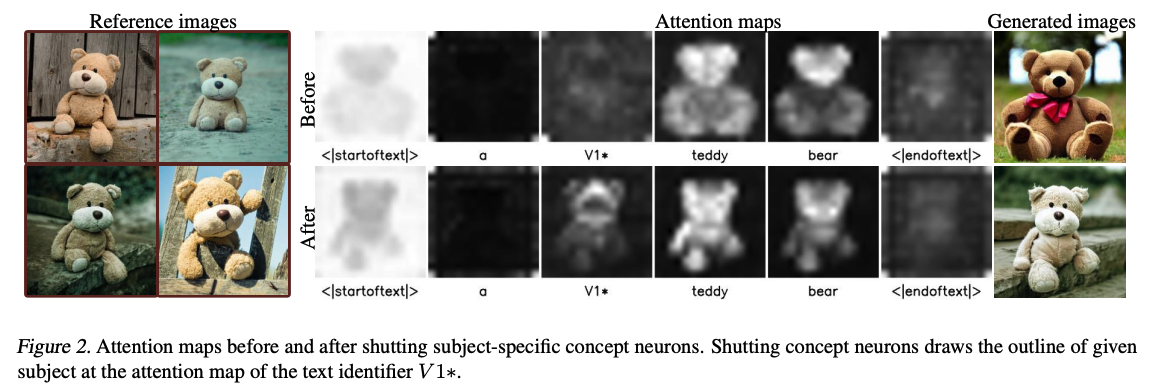 Reference images
Attention maps
Generated images
Before
<|startoftext|> a V1* teddy bear <|endoftext|>
After
<|startoftext|> a V1* teddy bear <|endoftext|>
Figure 2. Attention maps before and after shutting subject-specific concept neurons. Shutting concept neurons draws the outline of given
subject at the attention map of the text identifier V1*.